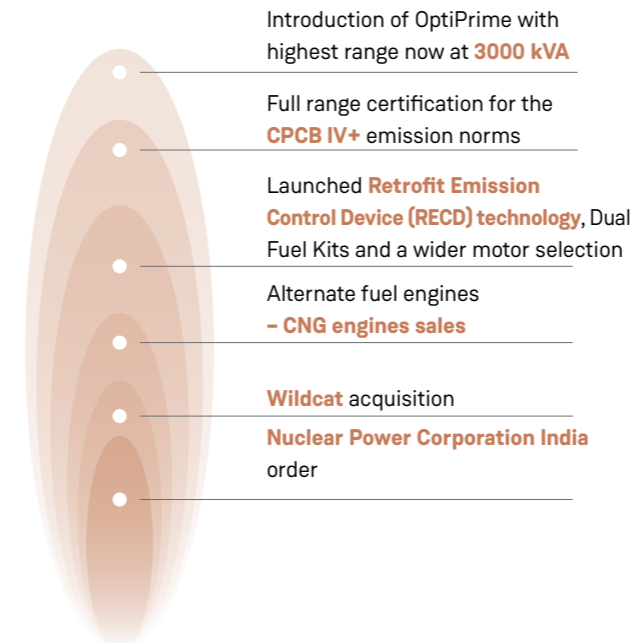 Introduction of OptiPrime with
highest range now at 3000 kVA
Full range certification for the
CPCB IV+ emission norms
Launched Retrofit Emission
Control Device (RECD) technology, Dual
Fuel Kits and a wider motor selection
Alternate fuel engines
– CNG engines sales
Wildcat acquisition
Nuclear Power Corporation India
order